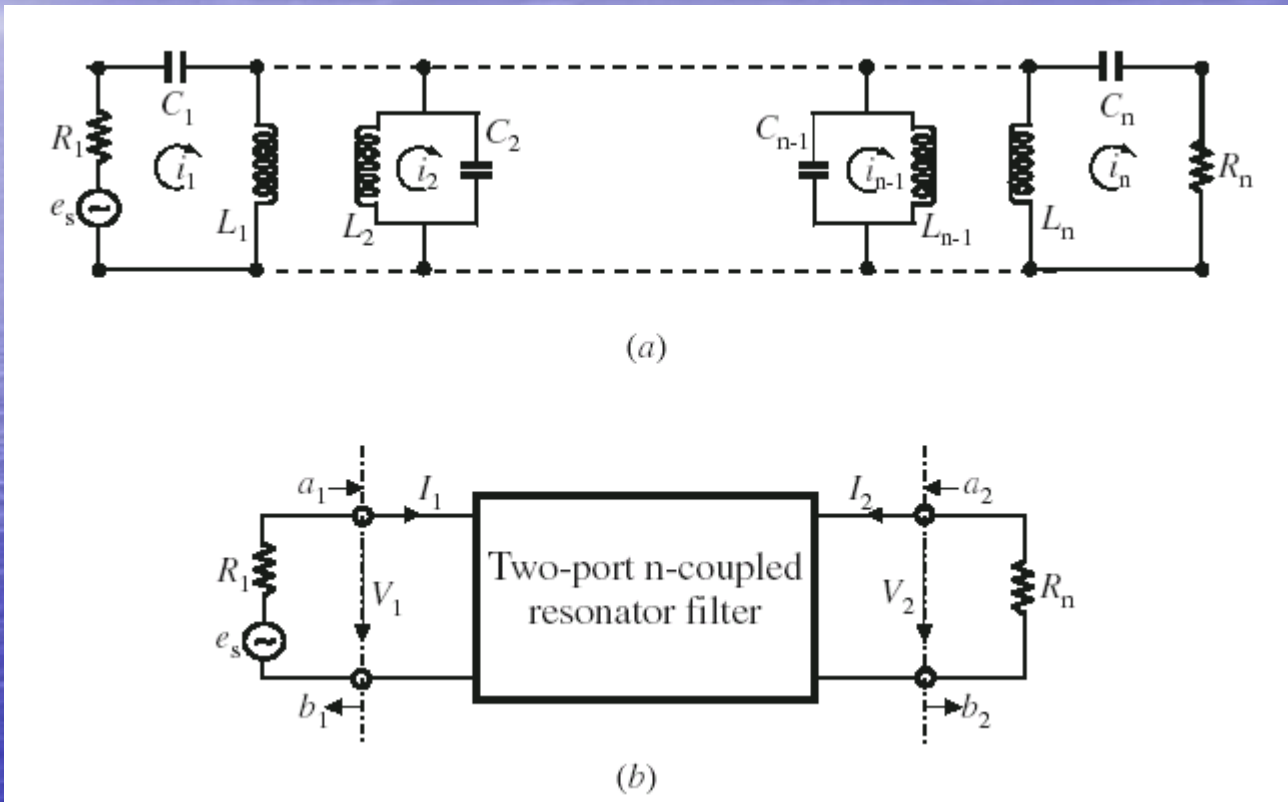 C₁ C₂ Cₙ₋₁ Cₙ
R₁ i₁ i₂ iₙ₋₁ iₙ Rₙ
eₛ L₁ L₂ Lₙ₋₁ Lₙ
(a)
a₁ I₁ I₂ a₂
R₁ V₁ Two-port n-coupled V₂ Rₙ
eₛ resonator filter
b₁ b₂
(b)